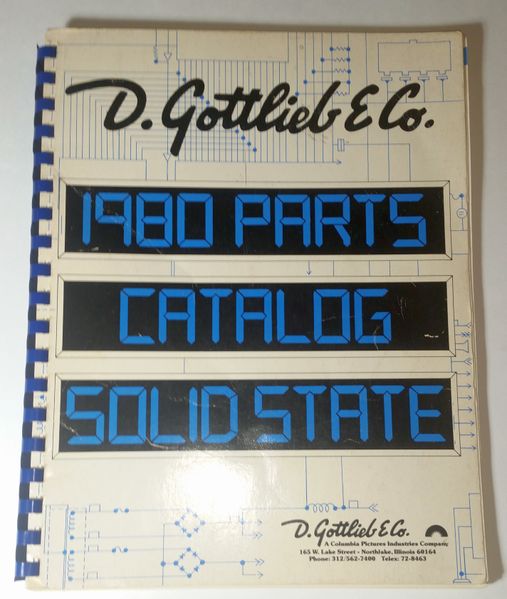 D. Gottlieb & Co.
1980 PARTS
CATALOG
SOLID STATE
D. Gottlieb & Co.
A Columbia Pictures Industries Company
165 W. Lake Street - Northlake, Illinois 60164
Phone: 312/562-7400 Telex: 72-8463